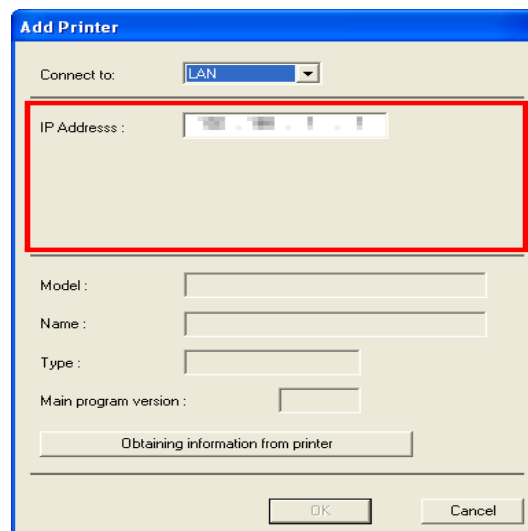 Add Printer
Connect to: LAN
IP Addresss :
Model :
Name :
Type :
Main program version :
Obtaining information from printer
OK Cancel